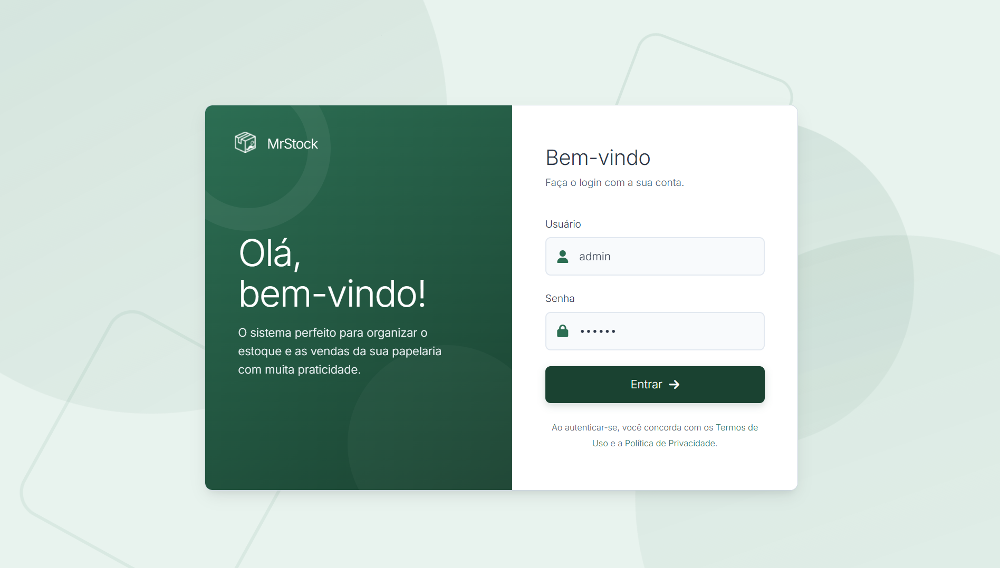 MrStock
Olá,
bem-vindo!
O sistema perfeito para organizar o
estoque e as vendas da sua papelaria
com muita praticidade.
Bem-vindo
Faça o login com a sua conta.
Usuário
admin
Senha
••••••
Entrar
Ao autenticar-se, você concorda com os Termos de
Uso e a Política de Privacidade.